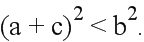 (a + c)² < b².